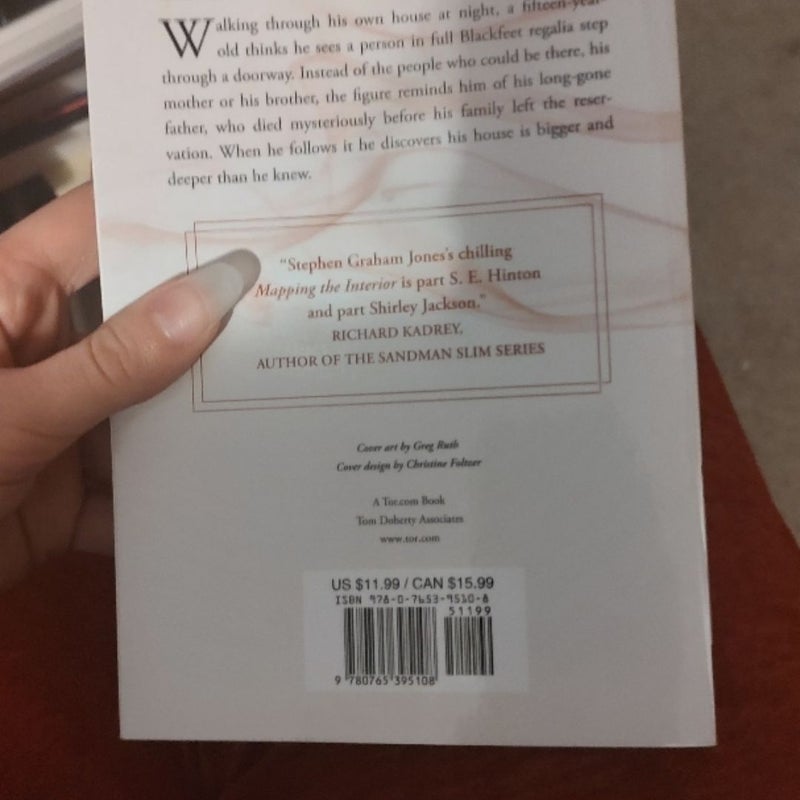 Walking through his own house at night, a fifteen-year-
old thinks he sees a person in full Blackfeet regalia step
through a doorway. Instead of the people who could be there, his
mother or his brother, the figure reminds him of his long-gone
father, who died mysteriously before his family left the reser-
vation. When he follows it he discovers his house is bigger and
deeper than he knew.
"Stephen Graham Jones's chilling
Mapping the Interior is part S. E. Hinton
and part Shirley Jackson."
RICHARD KADREY,
AUTHOR OF THE SANDMAN SLIM SERIES
Cover art by Greg Ruth
Cover design by Christine Foltzer
A Tor.com Book
Tom Doherty Associates
www.tor.com
US $11.99 / CAN $15.99
ISBN 978-0-7653-9510-8
51199
9 780765 395108